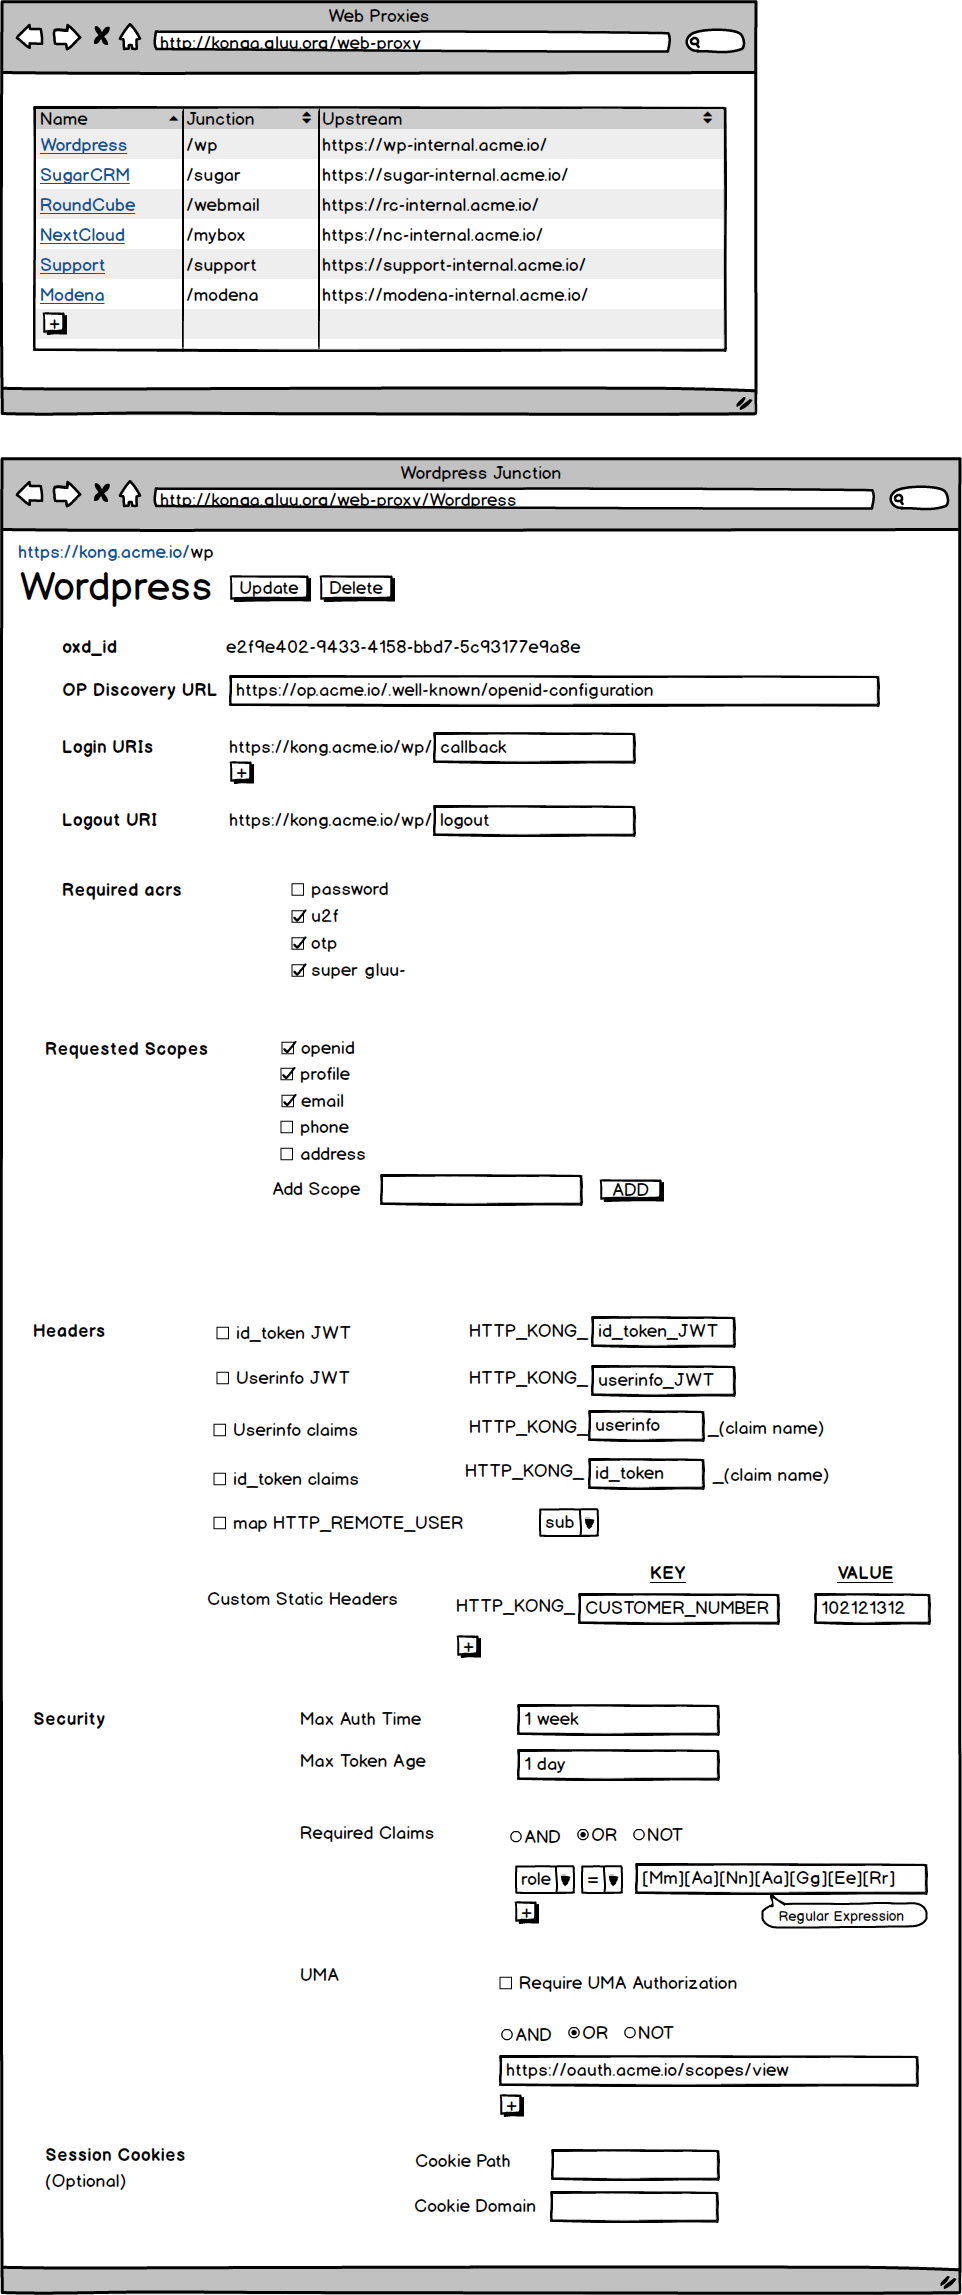 Web Proxies
http://konga.gluu.org/web-proxy
Name Junction Upstream
Wordpress /wp https://wp-internal.acme.io/
SugarCRM /sugar https://sugar-internal.acme.io/
RoundCube /webmail https://rc-internal.acme.io/
NextCloud /mybox https://nc-internal.acme.io/
Support /support https://support-internal.acme.io/
Modena /modena https://modena-internal.acme.io/
+
Wordpress Junction
http://konga.gluu.org/web-proxy/Wordpress
https://kong.acme.io/wp
Wordpress Update Delete
oxd_id e2f9e402-9433-4158-bbd7-5c93177e9a8e
OP Discovery URL https://op.acme.io/.well-known/openid-configuration
Login URIs https://kong.acme.io/wp/ callback
+
Logout URI https://kong.acme.io/wp/ logout
Required acrs password
u2f
otp
super gluu-
Requested Scopes openid
profile
email
phone
address
Add Scope ADD
Headers id_token JWT HTTP_KONG_ id_token_JWT
Userinfo JWT HTTP_KONG_ userinfo_JWT
Userinfo claims HTTP_KONG_ userinfo _(claim name)
id_token claims HTTP_KONG_ id_token _(claim name)
map HTTP_REMOTE_USER sub
KEY VALUE
Custom Static Headers HTTP_KONG_ CUSTOMER_NUMBER 102121312
+
Security Max Auth Time 1 week
Max Token Age 1 day
Required Claims AND OR NOT
role = [Mm][Aa][Nn][Aa][Gg][Ee][Rr]
+ Regular Expression
UMA Require UMA Authorization
AND OR NOT
https://oauth.acme.io/scopes/view
+
Session Cookies Cookie Path
(Optional)
Cookie Domain